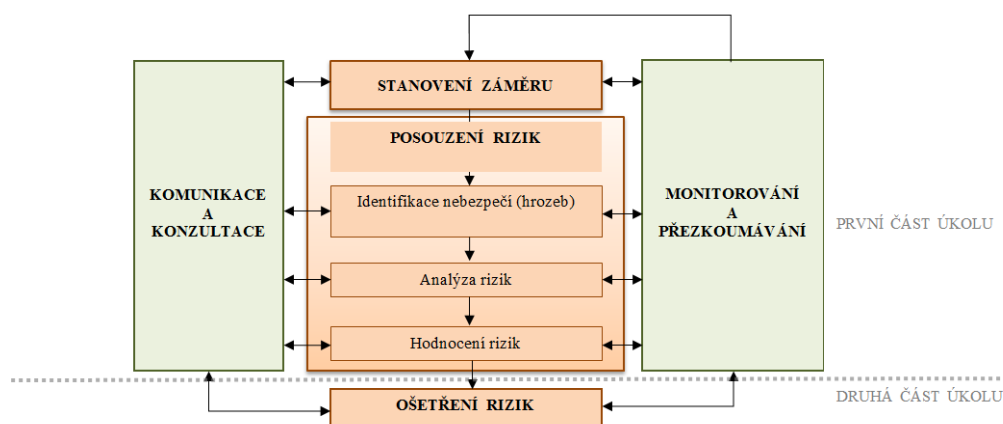 STANOVENÍ ZÁMĚRU
POSOUZENÍ RIZIK
KOMUNIKACE
A
KONZULTACE
Identifikace nebezpečí (hrozeb)
MONITOROVÁNÍ
A
PŘEZKOUMÁVÁNÍ
PRVNÍ ČÁST ÚKOLU
Analýza rizik
Hodnocení rizik
OŠETŘENÍ RIZIK
DRUHÁ ČÁST ÚKOLU